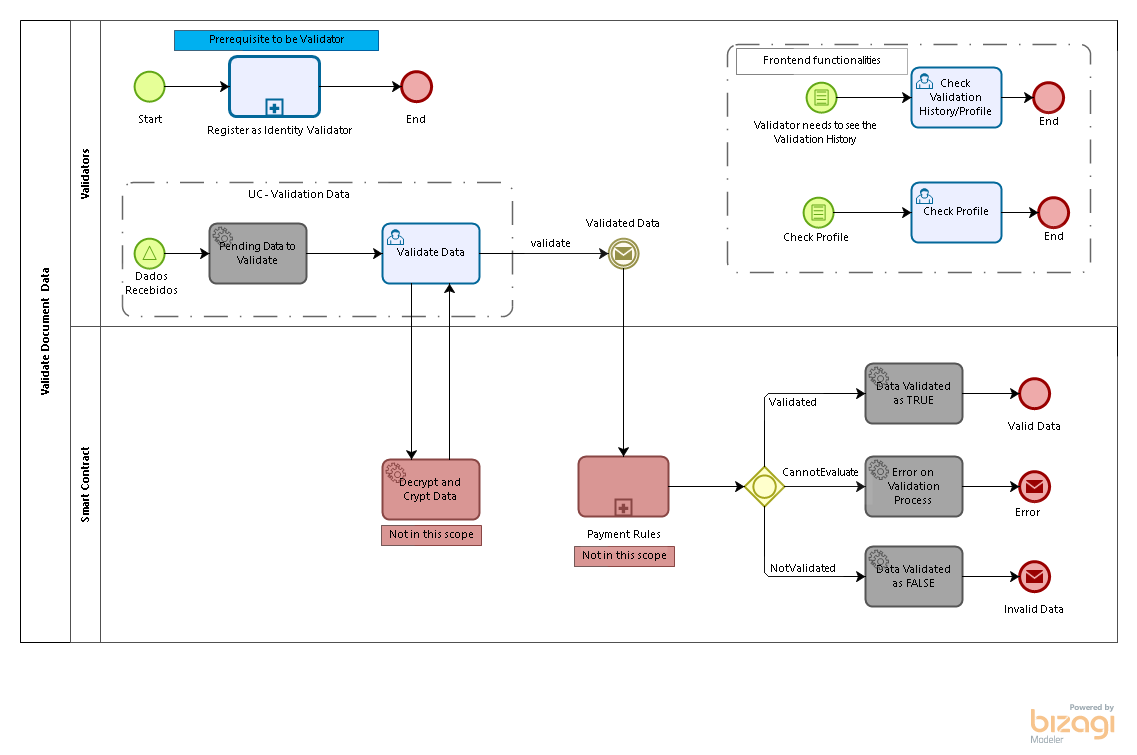 Validate Document Data
Validators
Smart Contract
Prerequisite to be Validator
Start
Register as Identity Validator
End
Frontend functionalities
Validator needs to see the
Validation History
Check
Validation
History/Profile
End
Check Profile
Check Profile
End
UC - Validation Data
Dados
Recebidos
Pending Data to
Validate
Validate Data
validate
Validated Data
Decrypt and
Crypt Data
Not in this scope
Payment Rules
Not in this scope
Validated
Data Validated
as TRUE
Valid Data
CannotEvaluate
Error on
Validation
Process
Error
NotValidated
Data Validated
as FALSE
Invalid Data
Powered by
bizagi
Modeler